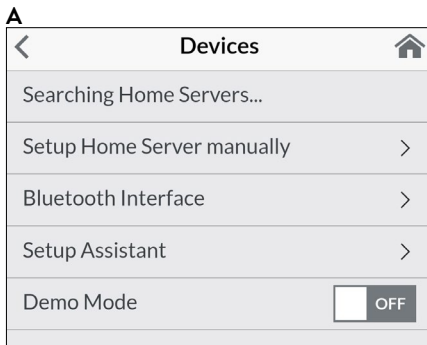 A
Devices
Searching Home Servers...
Setup Home Server manually
Bluetooth Interface
Setup Assistant
Demo Mode OFF